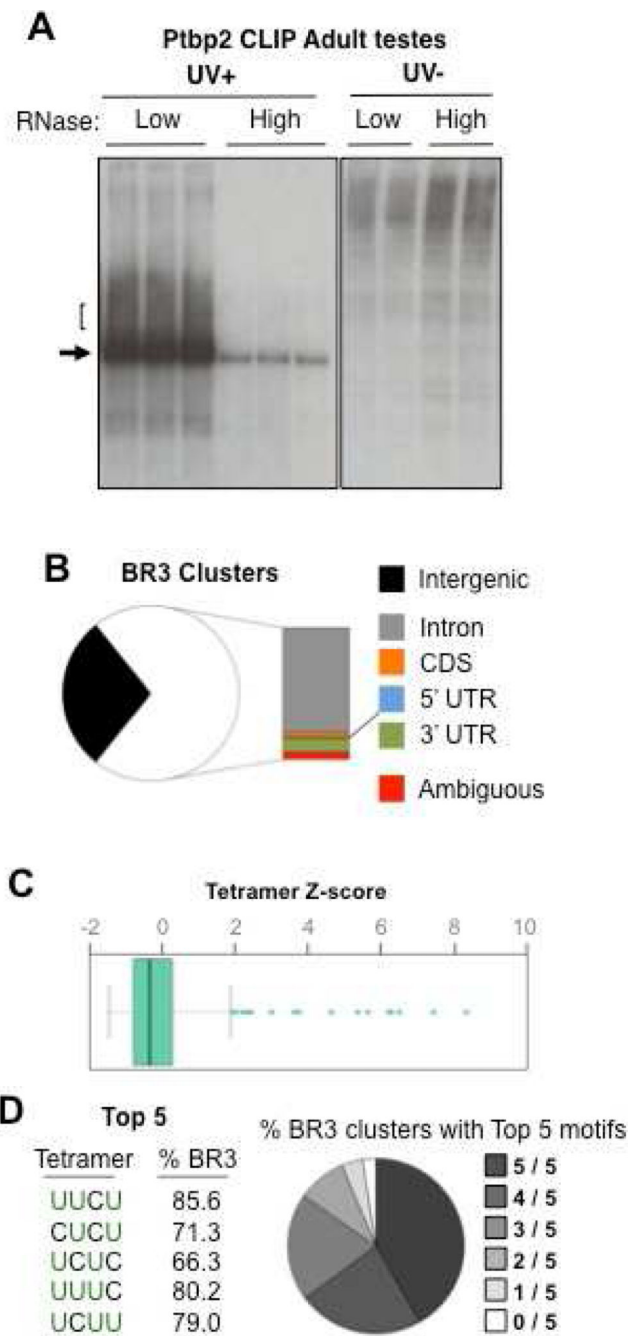 A
Ptbp2 CLIP Adult testes
UV+ UV-
RNase: Low High Low High
B
BR3 Clusters
Intergenic
Intron
CDS
5' UTR
3' UTR
Ambiguous
C
Tetramer Z-score
-2 0 2 4 6 8 10
D
Top 5
% BR3 clusters with Top 5 motifs
Tetramer % BR3
UUCU 85.6
CUCU 71.3
UCUC 66.3
UUUC 80.2
UCUU 79.0
5 / 5
4 / 5
3 / 5
2 / 5
1 / 5
0 / 5